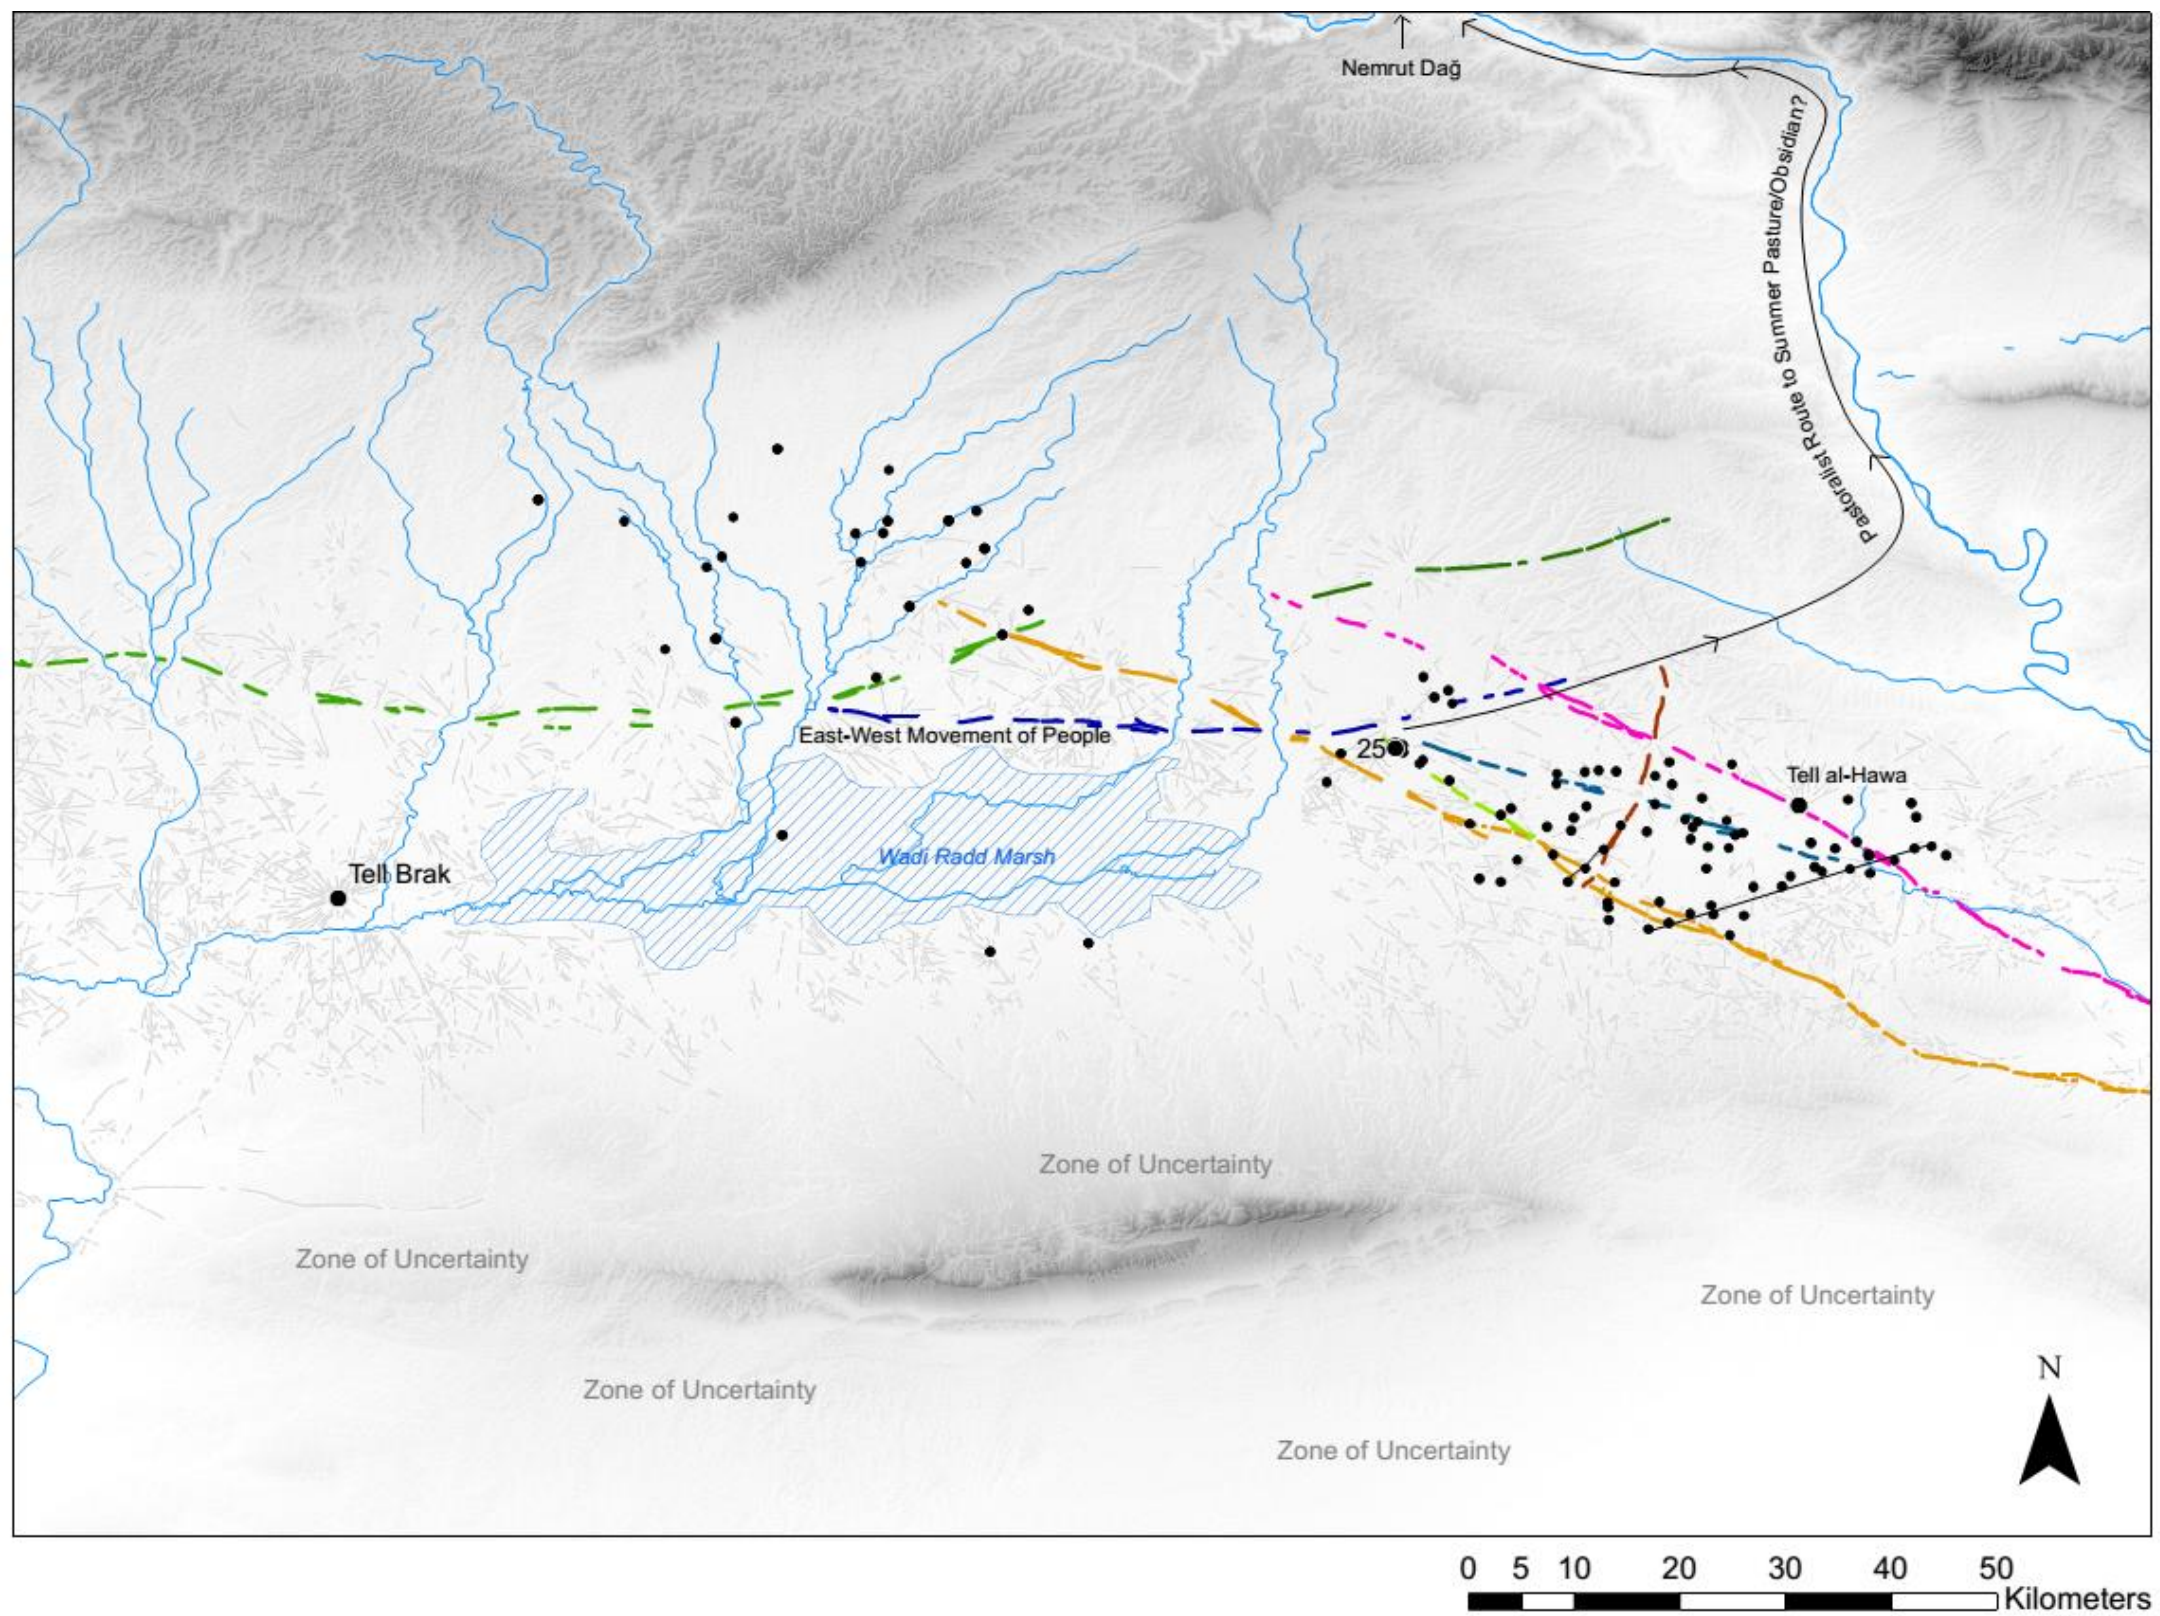 Nemrut Dağ
Pastoralist Route to Summer Pasture/Obsidian?
East-West Movement of People
Tell al-Hawa
Wadi Radd Marsh
Tell Brak
Zone of Uncertainty
Zone of Uncertainty
Zone of Uncertainty
Zone of Uncertainty
Zone of Uncertainty
N
0 5 10 20 30 40 50
Kilometers